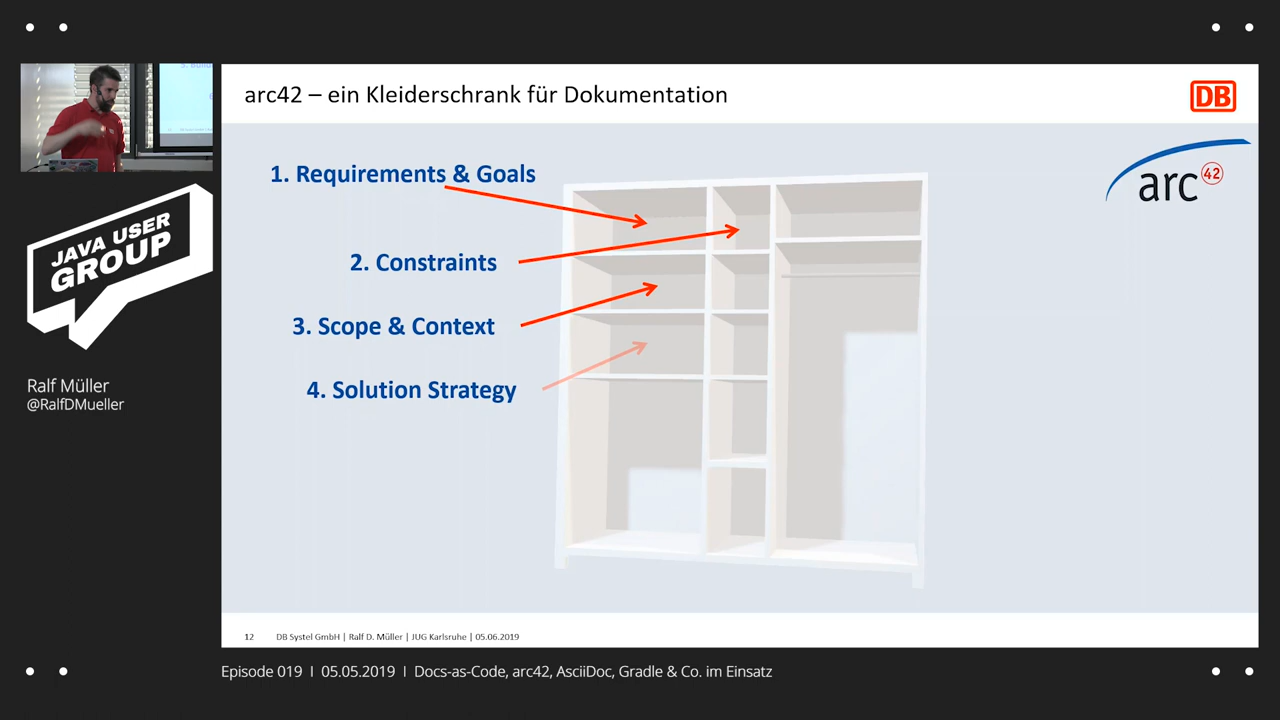 arc42 – ein Kleiderschrank für Dokumentation
DB
arc 42
1. Requirements & Goals
2. Constraints
3. Scope & Context
4. Solution Strategy
12 DB Systel GmbH | Ralf D. Müller | JUG Karlsruhe | 05.06.2019
JAVA USER
GROUP
Ralf Müller
@RalfDMueller
Episode 019 I 05.05.2019 I Docs-as-Code, arc42, AsciiDoc, Gradle & Co. im Einsatz